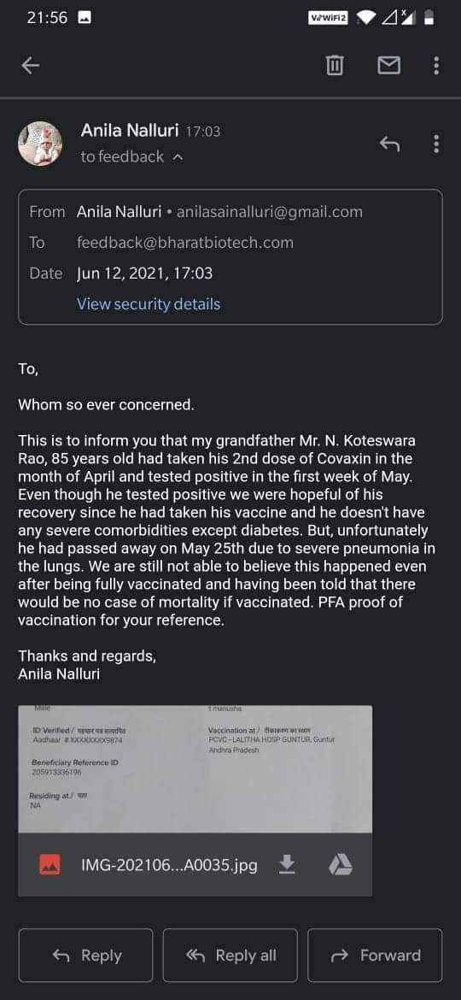 21:56
Vo WiFi 2
x
Anila Nalluri 17:03
to feedback
From Anila Nalluri • anilasainalluri@gmail.com
To feedback@bharatbiotech.com
Date Jun 12, 2021, 17:03
View security details
To,
Whom so ever concerned.
This is to inform you that my grandfather Mr. N. Koteswara
Rao, 85 years old had taken his 2nd dose of Covaxin in the
month of April and tested positive in the first week of May.
Even though he tested positive we were hopeful of his
recovery since he had taken his vaccine and he doesn't have
any severe comorbidities except diabetes. But, unfortunately
he had passed away on May 25th due to severe pneumonia in
the lungs. We are still not able to believe this happened even
after being fully vaccinated and having been told that there
would be no case of mortality if vaccinated. PFA proof of
vaccination for your reference.
Thanks and regards,
Anila Nalluri
Male
t manusha
ID Verified / पहचान पत्र सत्यापित
Aadhaar # XXXXXXXX9874
Vaccination at / टीकाकरण का स्थान
PCVC - LALITHA HOSP GUNTUR, Guntur
Andhra Pradesh
Beneficiary Reference ID
205913336196
Residing at /
NA
IMG-202106...A0035.jpg
Reply
Reply all
Forward